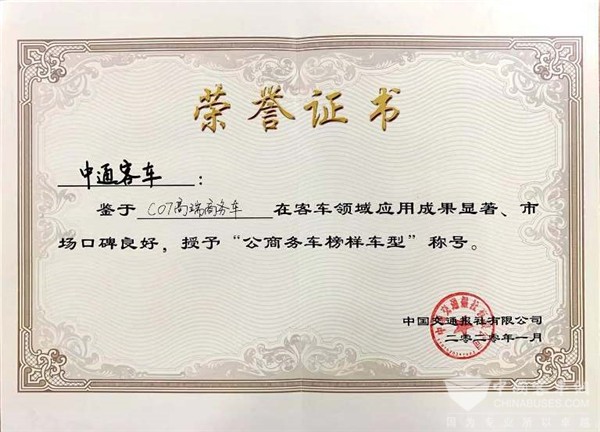 荣誉证书
中通客车：
鉴于 C07高端商务车 在客车领域应用成果显著、市
场口碑良好，授予“公商务车榜样车型”称号。
中国交通报社有限公司
二零二零年一月
CHINABUSES.COM